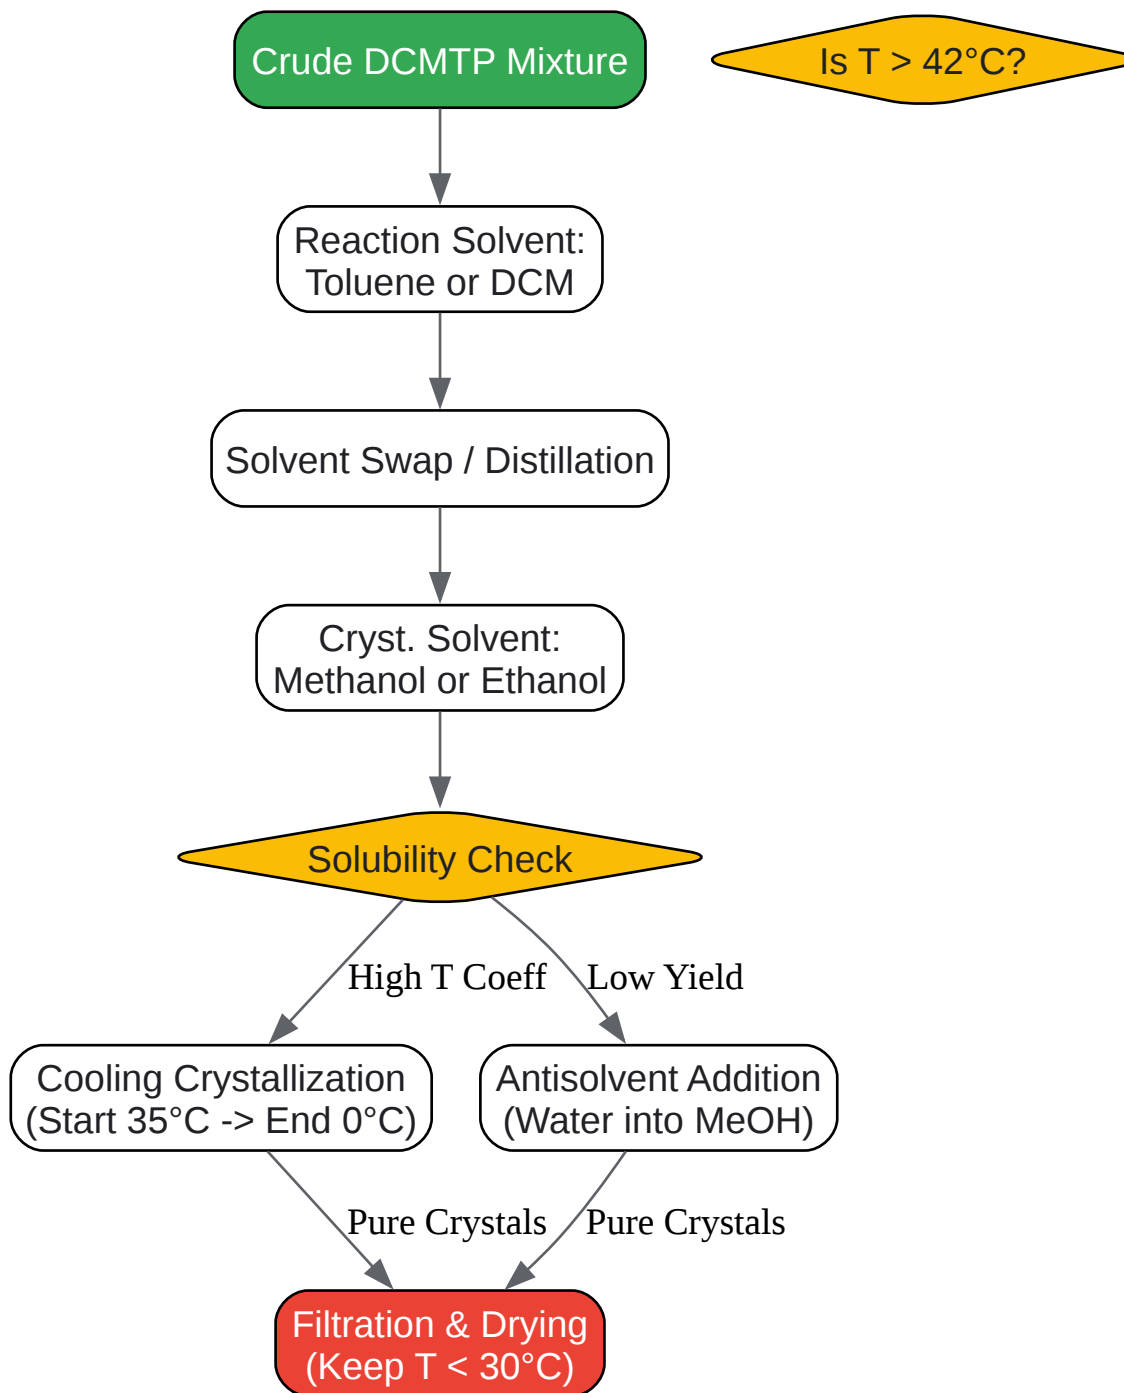 Crude DCMTP Mixture
Is T > 42°C?
Reaction Solvent:
Toluene or DCM
Solvent Swap / Distillation
Cryst. Solvent:
Methanol or Ethanol
Solubility Check
High T Coeff
Low Yield
Cooling Crystallization
(Start 35°C -> End 0°C)
Antisolvent Addition
(Water into MeOH)
Pure Crystals
Pure Crystals
Filtration & Drying
(Keep T < 30°C)